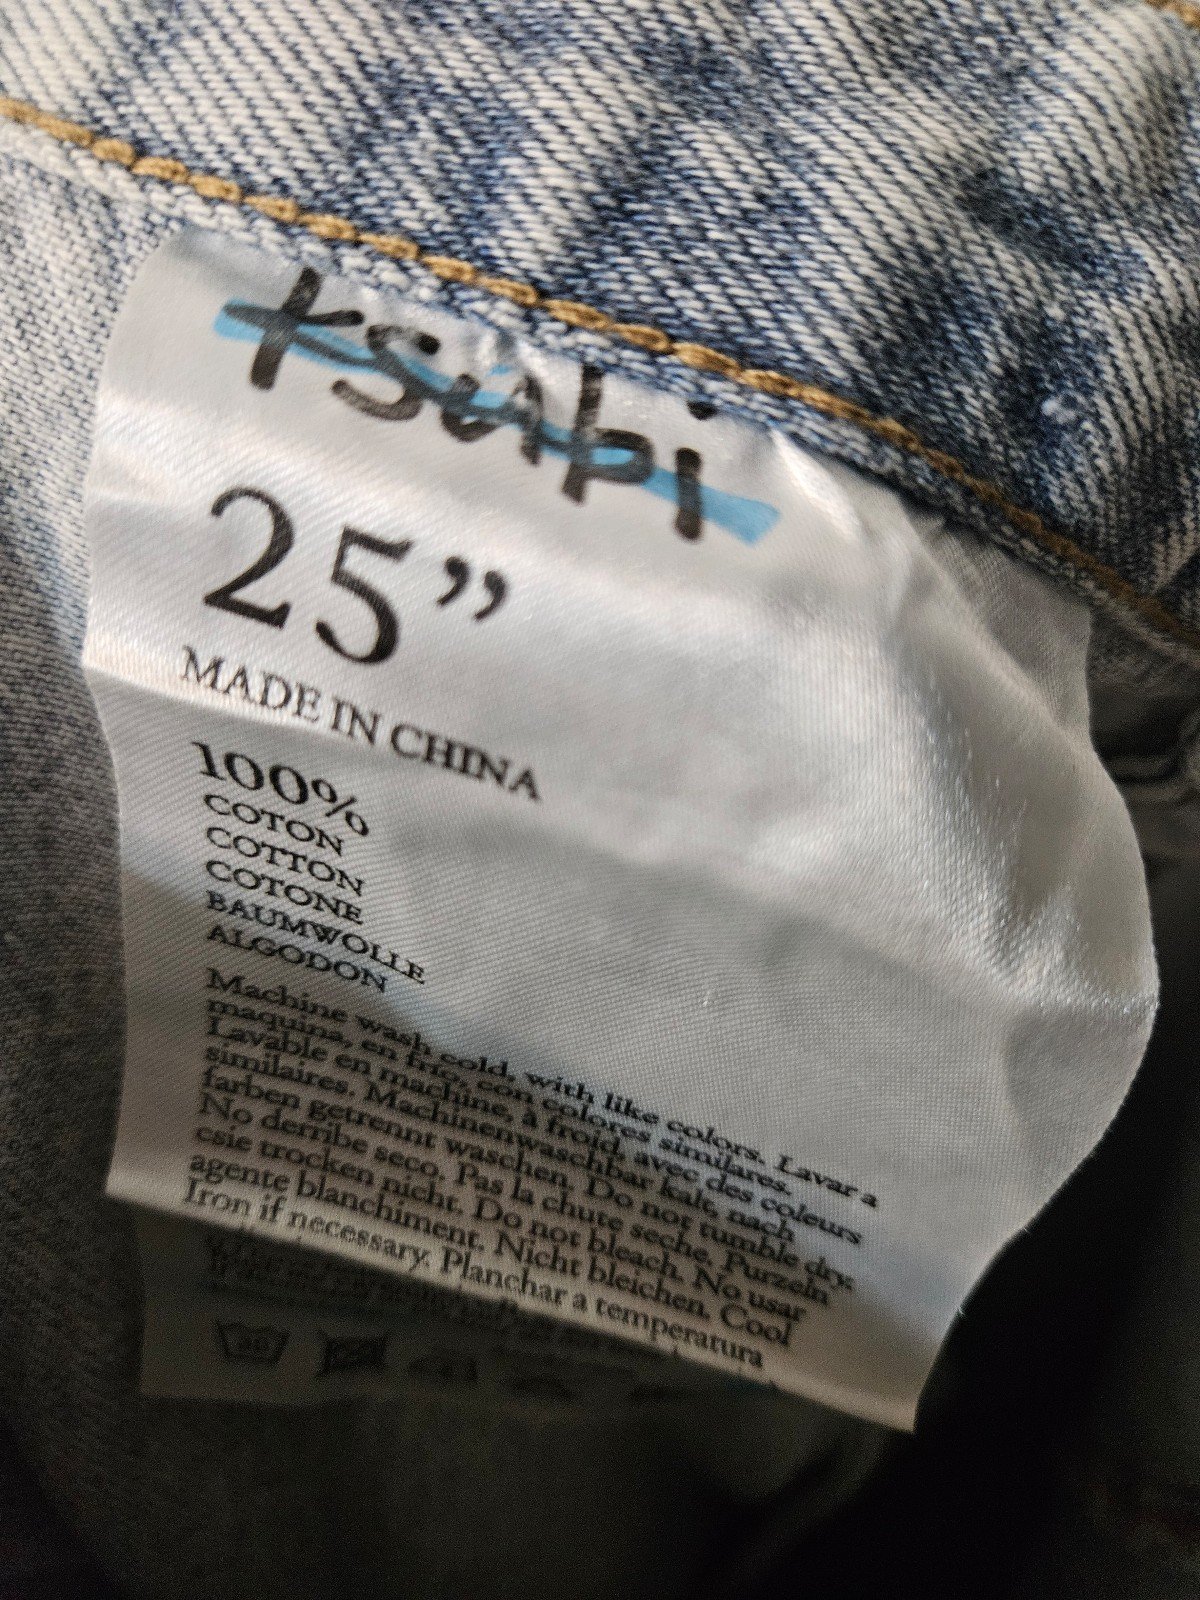 Ksubi
25”
MADE IN CHINA
100%
COTON
COTTON
COTONE
BAUMWOLLE
ALGODON
Machine wash cold, with like colors. Lavar a
maquina, en frio, con colores similares.
Lavable en machine, à froid, avec des coleurs
similaires. Machinenwaschbar kalt, nach
farben getrennt waschen. Do not tumble dry.
No derribe seco. Pas la chute seche. Purzeln
esie trocken nicht. Do not bleach. No usar
agente blanchiment. Nicht bleichen. Cool
Iron if necessary. Planchar a temperatura